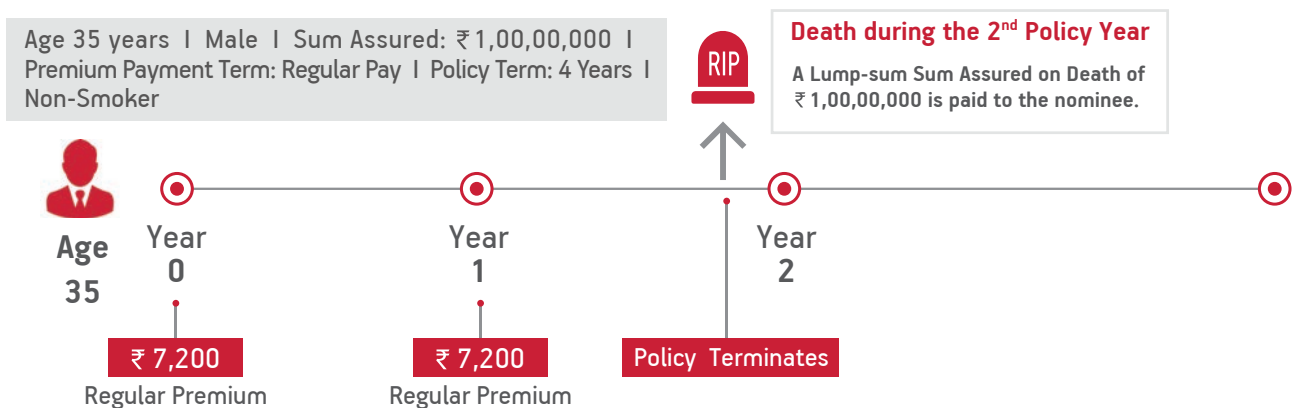 Age 35 years I Male I Sum Assured: ₹ 1,00,00,000 I
Premium Payment Term: Regular Pay I Policy Term: 4 Years I
Non-Smoker
RIP
Death during the 2nd Policy Year
A Lump-sum Sum Assured on Death of
₹ 1,00,00,000 is paid to the nominee.
Age
35
Year
0
Year
1
Year
2
₹ 7,200
Regular Premium
₹ 7,200
Regular Premium
Policy Terminates